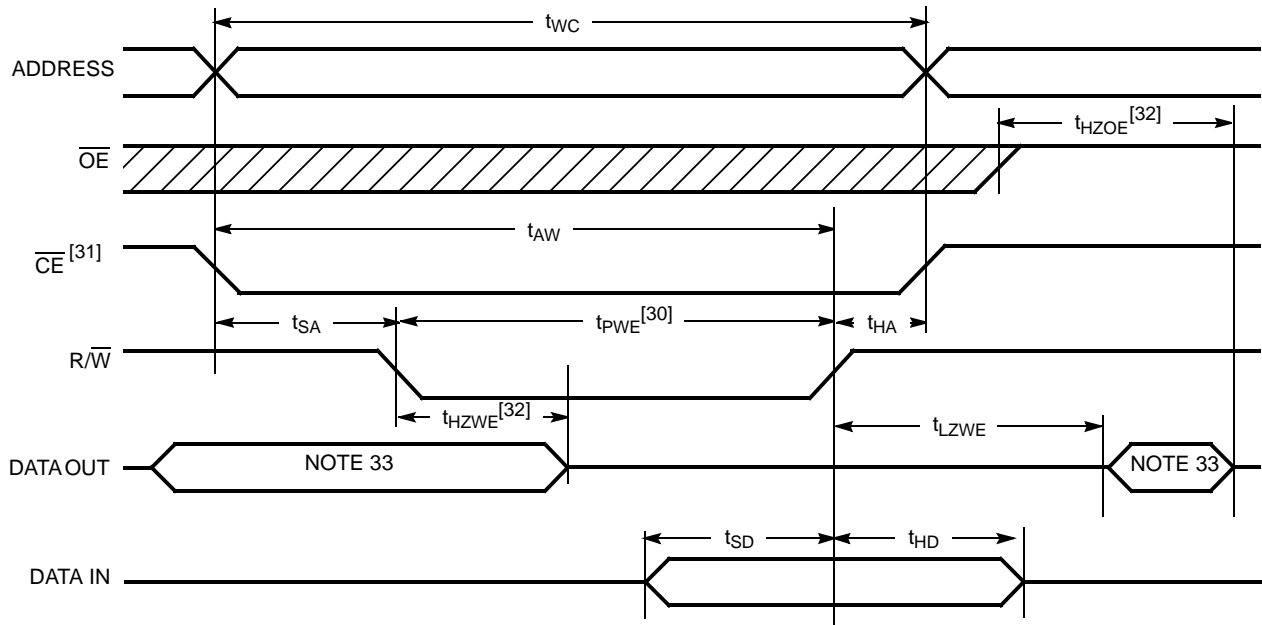 tWC
ADDRESS
tHZOE[32]
OE
tAW
CE[31]
tSA
tPWE[30]
tHA
R/W
tHZWE[32]
tLZWE
DATA OUT
NOTE 33
NOTE 33
tSD
tHD
DATA IN